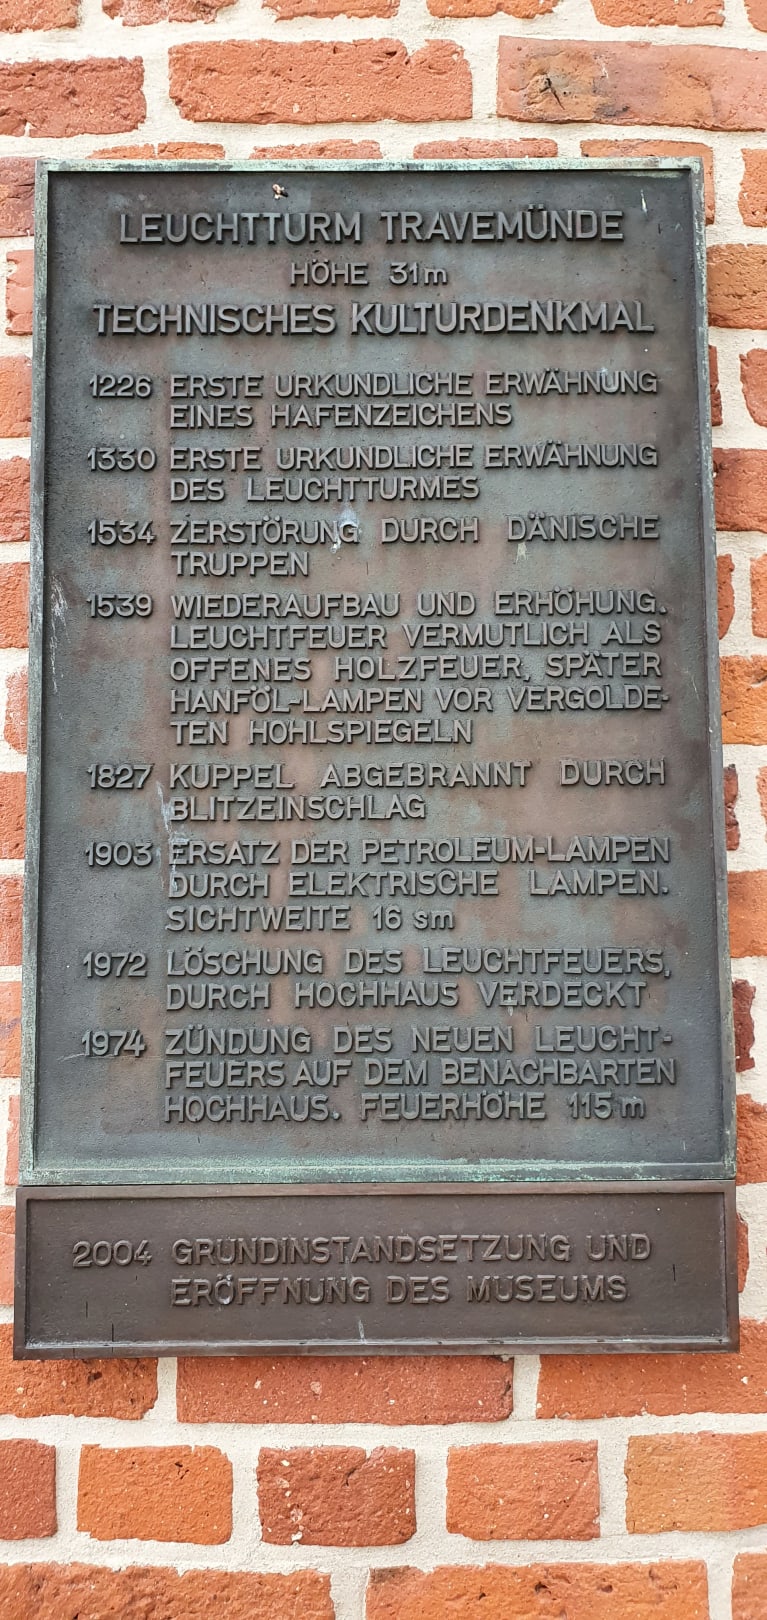 LEUCHTTURM TRAVEMÜNDE
HÖHE 31m
TECHNISCHES KULTURDENKMAL
1226 ERSTE URKUNDLICHE ERWÄHNUNG
EINES HAFENZEICHENS
1330 ERSTE URKUNDLICHE ERWÄHNUNG
DES LEUCHTTURMES
1534 ZERSTÖRUNG DURCH DÄNISCHE
TRUPPEN
1539 WIEDERAUFBAU UND ERHÖHUNG.
LEUCHTFEUER VERMUTLICH ALS
OFFENES HOLZFEUER, SPÄTER
HANFÖL-LAMPEN VOR VERGOLDE-
TEN HOHLSPIEGELN
1827 KUPPEL ABGEBRANNT DURCH
BLITZEINSCHLAG
1903 ERSATZ DER PETROLEUM-LAMPEN
DURCH ELEKTRISCHE LAMPEN.
SICHTWEITE 16 sm
1972 LÖSCHUNG DES LEUCHTFEUERS,
DURCH HOCHHAUS VERDECKT
1974 ZÜNDUNG DES NEUEN LEUCHT-
FEUERS AUF DEM BENACHBARTEN
HOCHHAUS. FEUERHÖHE 115 m
2004 GRUNDINSTANDSETZUNG UND
ERÖFFNUNG DES MUSEUMS